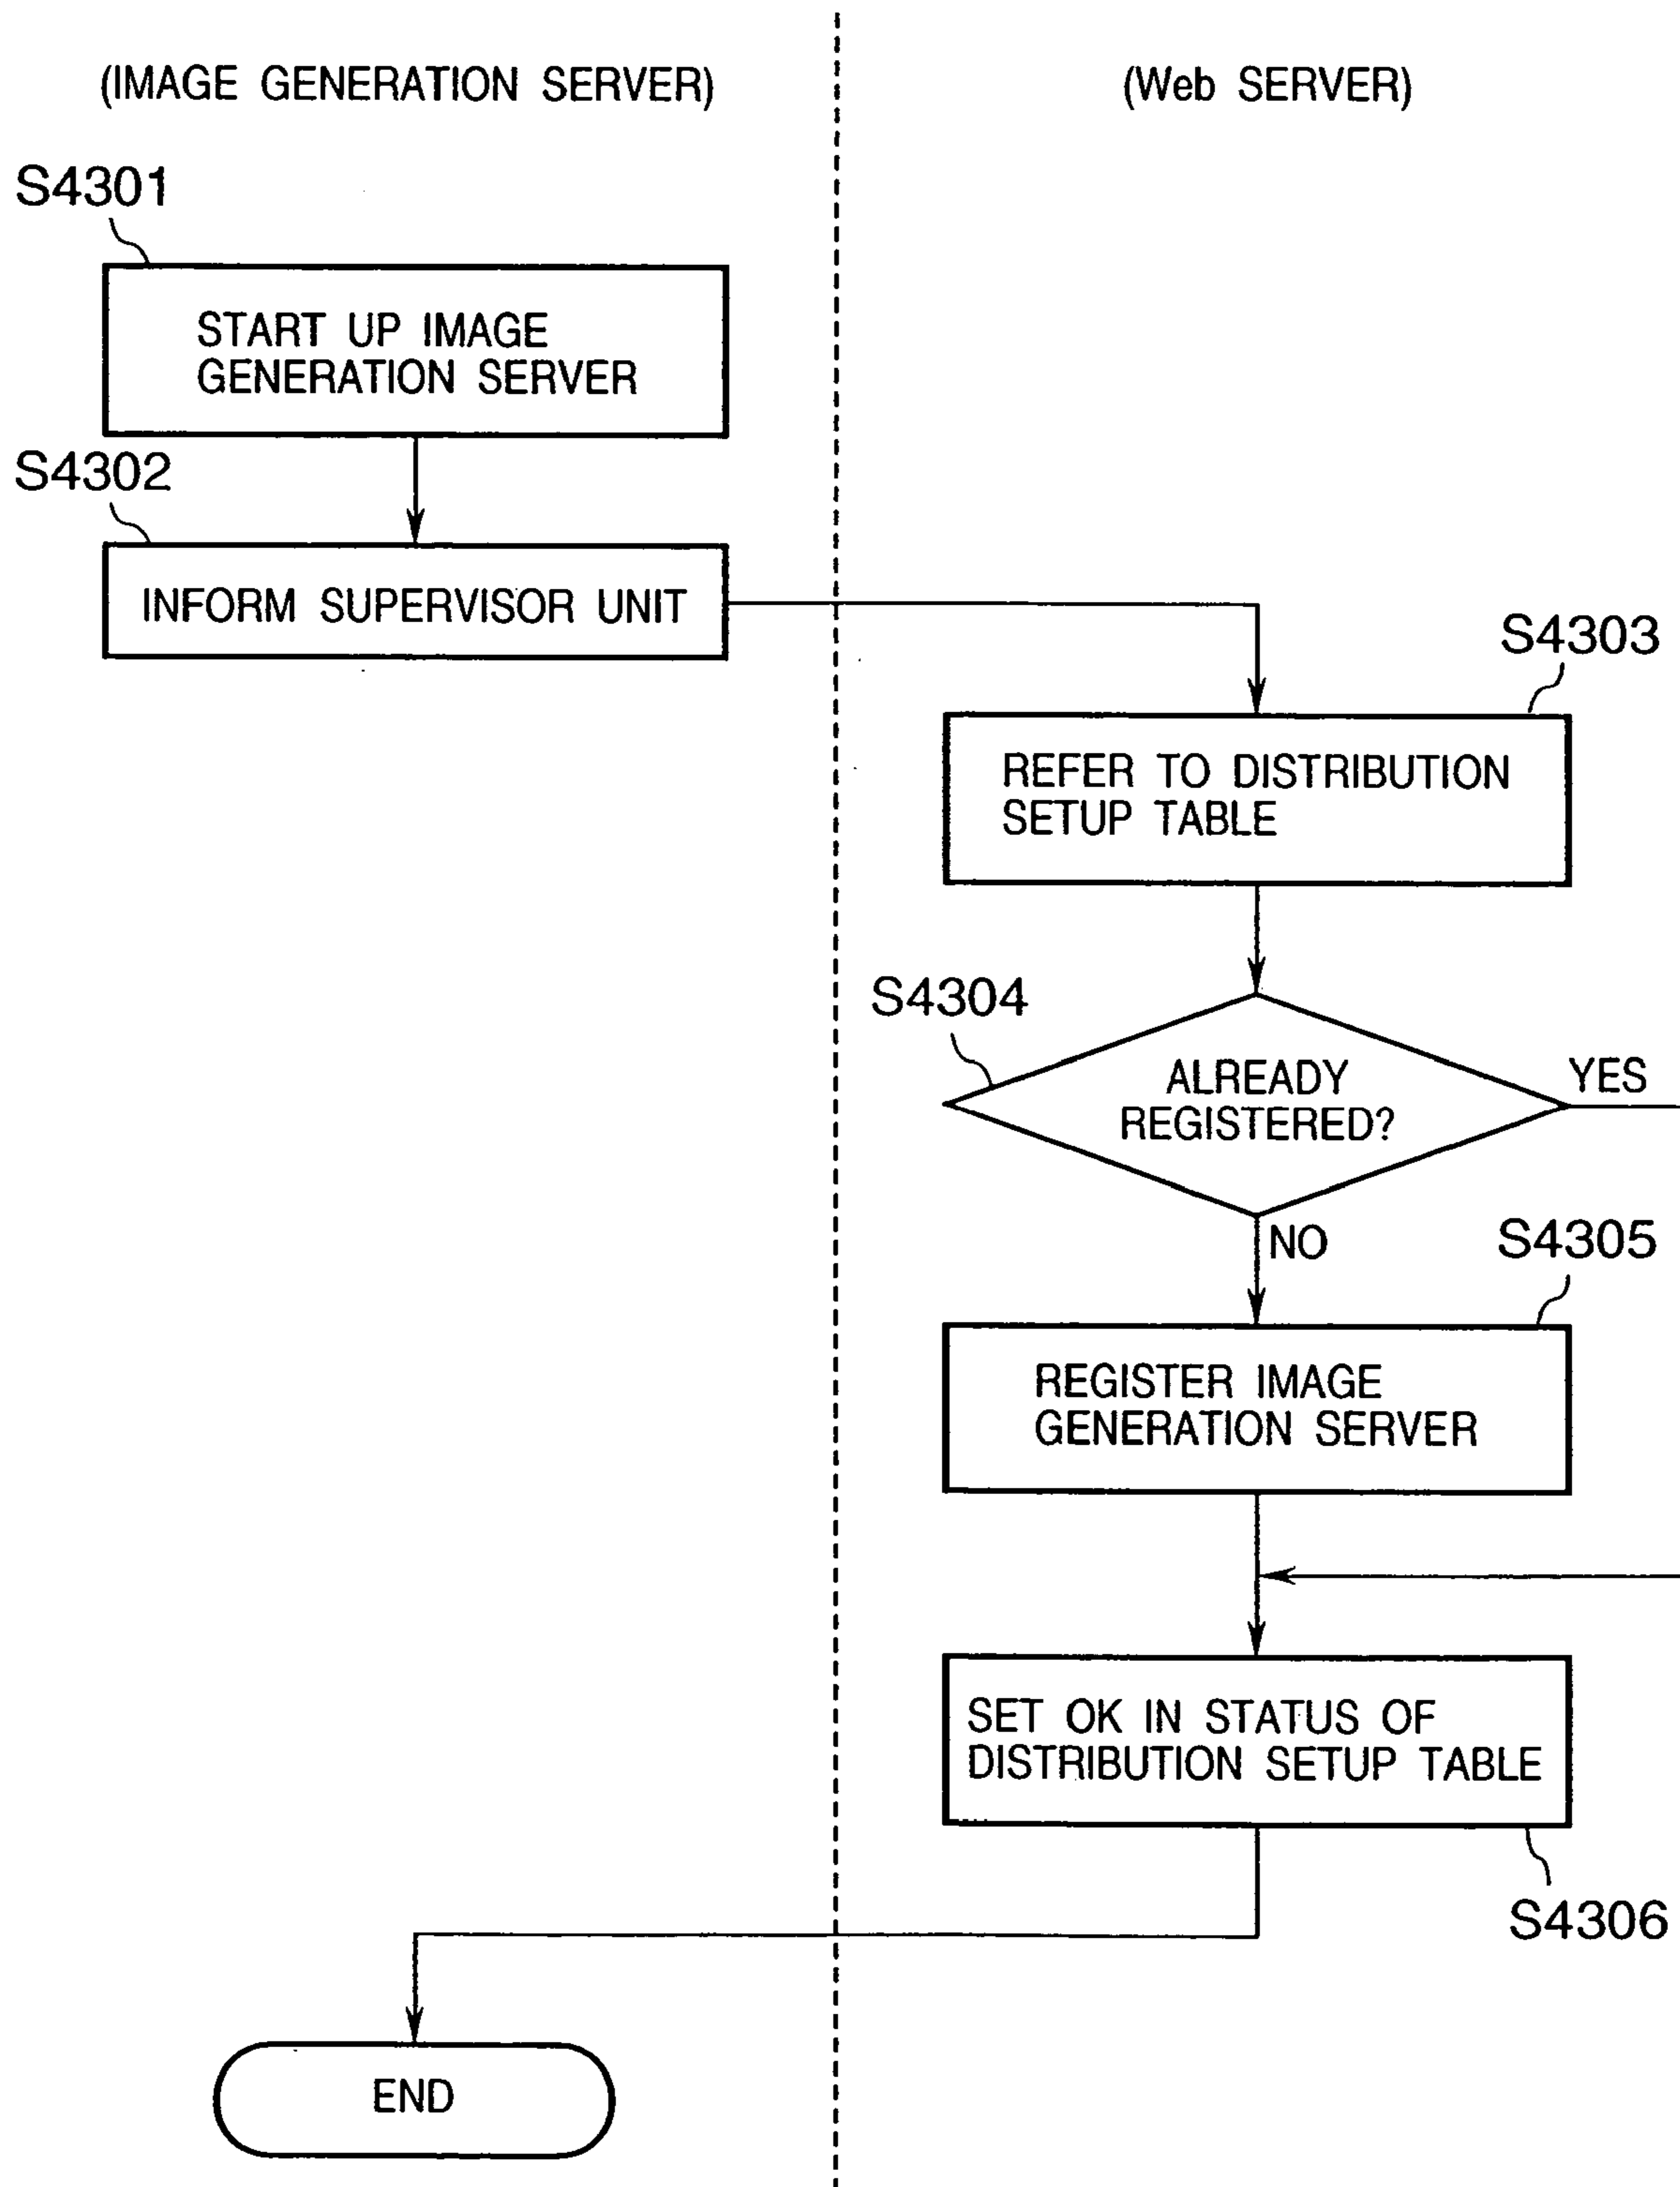 (IMAGE GENERATION SERVER)
(Web SERVER)
S4301
START UP IMAGE
GENERATION SERVER
S4302
INFORM SUPERVISOR UNIT
S4303
REFER TO DISTRIBUTION
SETUP TABLE
S4304
ALREADY
REGISTERED?
YES
NO
S4305
REGISTER IMAGE
GENERATION SERVER
SET OK IN STATUS OF
DISTRIBUTION SETUP TABLE
S4306
END